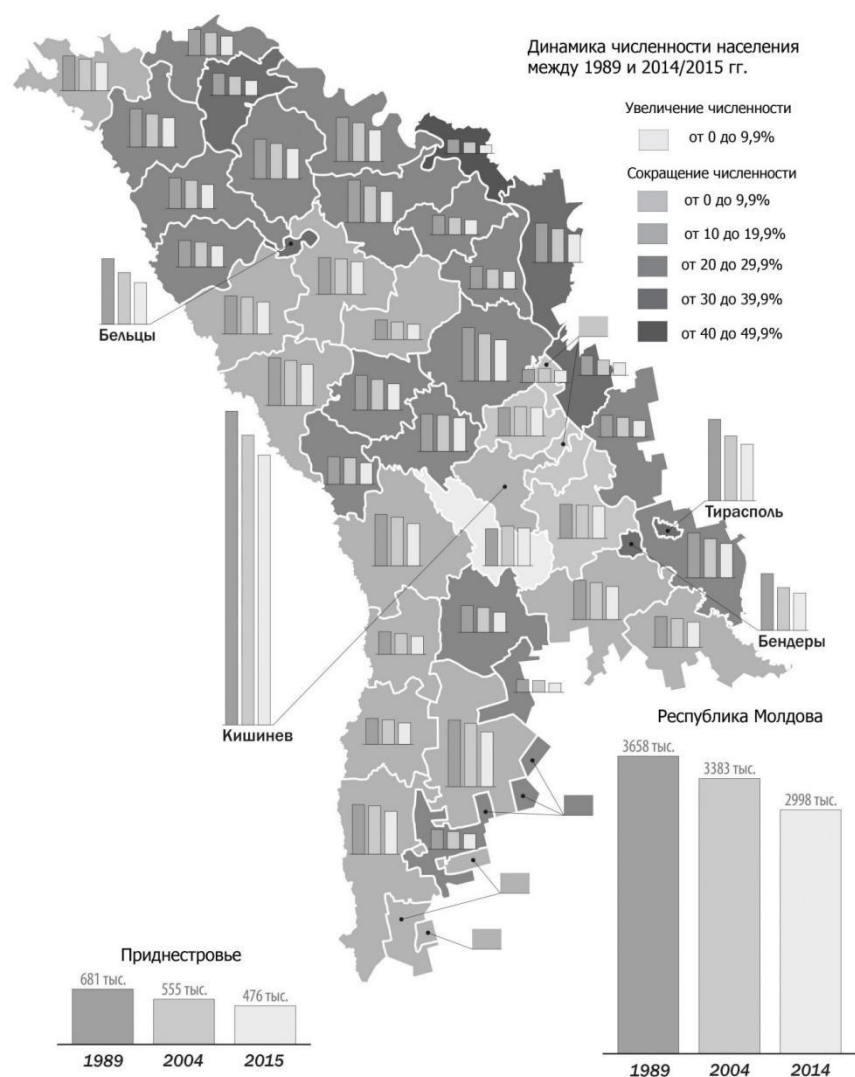 Динамика численности населения
между 1989 и 2014/2015 гг.
Увеличение численности
от 0 до 9,9%
Сокращение численности
от 0 до 9,9%
от 10 до 19,9%
от 20 до 29,9%
от 30 до 39,9%
от 40 до 49,9%
Бельцы
Тирасполь
Бендеры
Кишинев
Республика Молдова
3658 тыс.
3383 тыс.
2998 тыс.
1989
2004
2014
Приднестровье
681 тыс.
555 тыс.
476 тыс.
1989
2004
2015